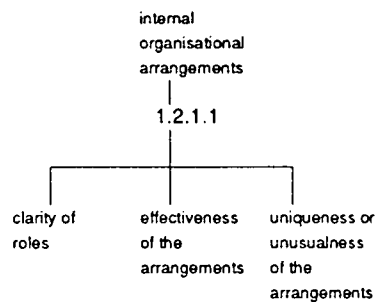 internal
organisational
arrangements
1.2.1.1
clarity of
roles
effectiveness
of the
arrangements
uniqueness or
unusualness
of the
arrangements